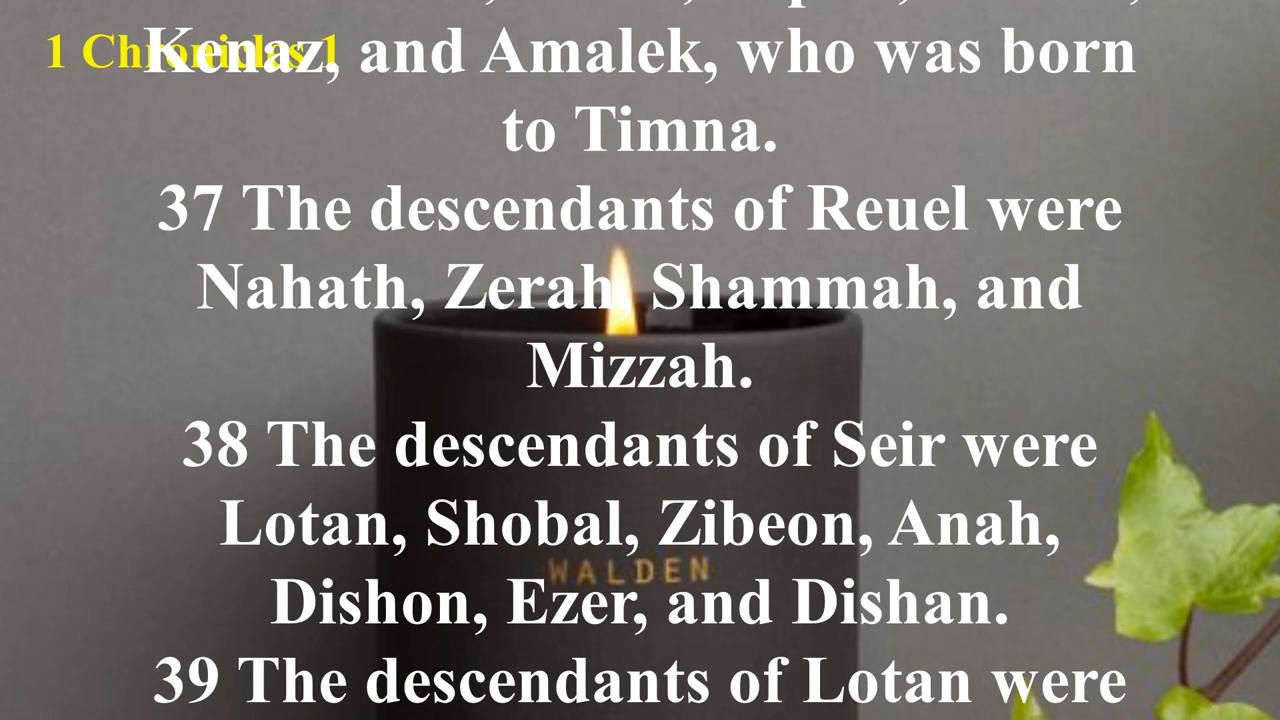 1 Chronicles 1
Kenaz, and Amalek, who was born
to Timna.
37 The descendants of Reuel were
Nahath, Zerah, Shammah, and
Mizzah.
38 The descendants of Seir were
Lotan, Shobal, Zibeon, Anah,
WALDEN
Dishon, Ezer, and Dishan.
39 The descendants of Lotan were